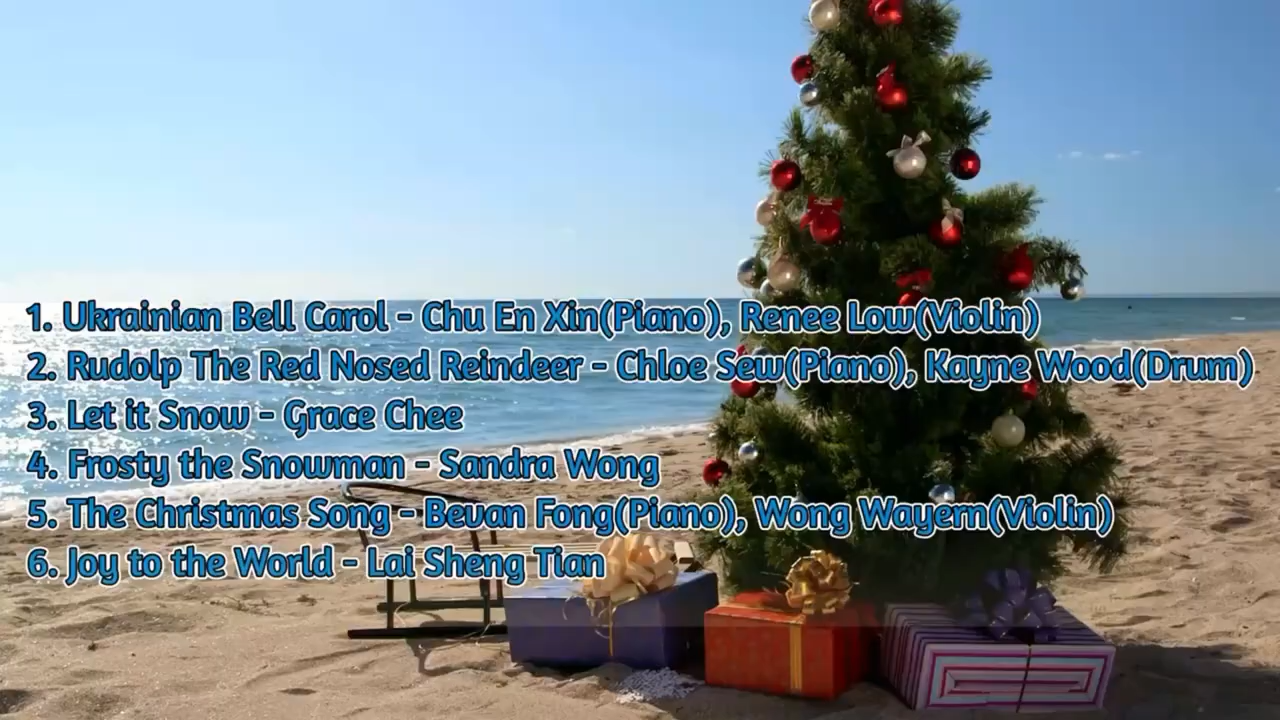 1. Ukrainian Bell Carol - Chu En Xin(Piano), Renee Low(Violin)
2. Rudolp The Red Nosed Reindeer - Chloe Sew(Piano), Kayne Wood(Drum)
3. Let it Snow - Grace Chee
4. Frosty the Snowman - Sandra Wong
5. The Christmas Song - Bevan Fong(Piano), Wong Wayern(Violin)
6. Joy to the World - Lai Sheng Tian